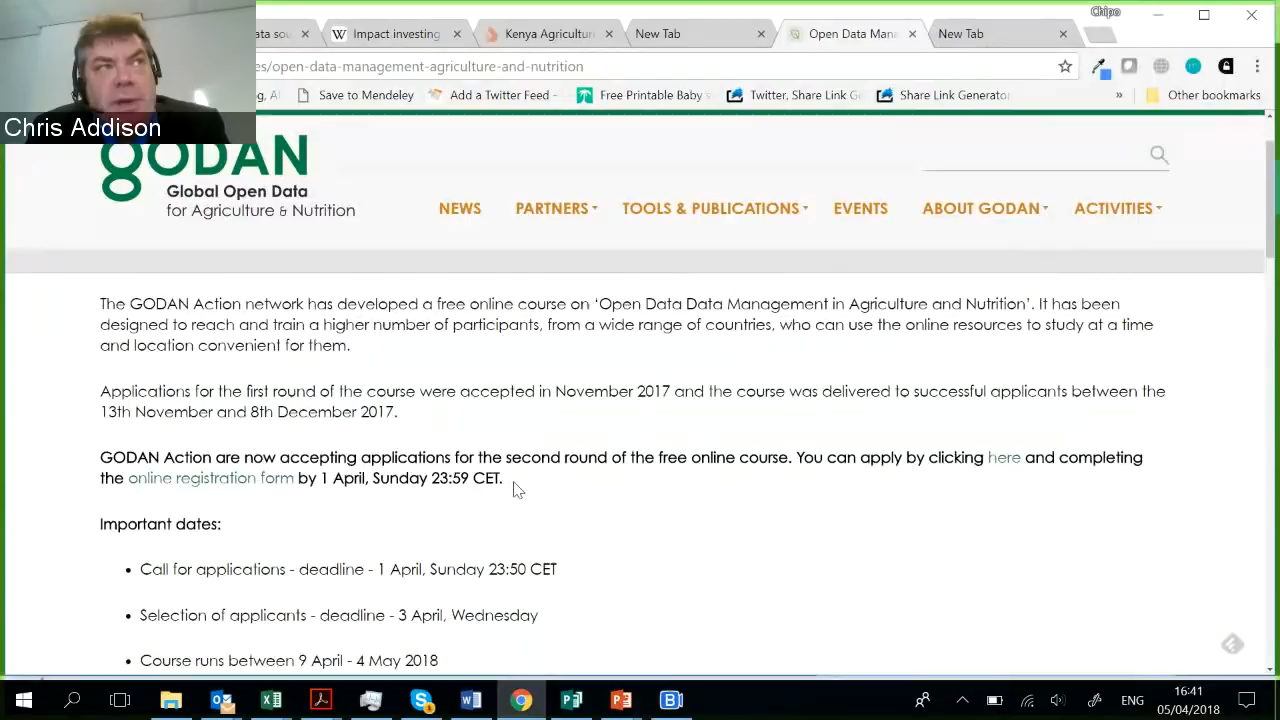 Chipo
ata sou
Impact investing
Kenya Agricultur
New Tab
Open Data Mana
New Tab
es/open-data-management-agriculture-and-nutrition
g, A
Save to Mendeley
Add a Twitter Feed -
Free Printable Baby s
Twitter, Share Link G
Share Link Generator
»
Other bookmarks
Chris Addison
GODAN
Global Open Data
for Agriculture & Nutrition
NEWS
PARTNERS
TOOLS & PUBLICATIONS
EVENTS
ABOUT GODAN
ACTIVITIES
The GODAN Action network has developed a free online course on ‘Open Data Data Management in Agriculture and Nutrition’. It has been
designed to reach and train a higher number of participants, from a wide range of countries, who can use the online resources to study at a time
and location convenient for them.
Applications for the first round of the course were accepted in November 2017 and the course was delivered to successful applicants between the
13th November and 8th December 2017.
GODAN Action are now accepting applications for the second round of the free online course. You can apply by clicking here and completing
the online registration form by 1 April, Sunday 23:59 CET.
Important dates:
• Call for applications - deadline - 1 April, Sunday 23:50 CET
• Selection of applicants - deadline - 3 April, Wednesday
• Course runs between 9 April - 4 May 2018
ENG
16:41
05/04/2018